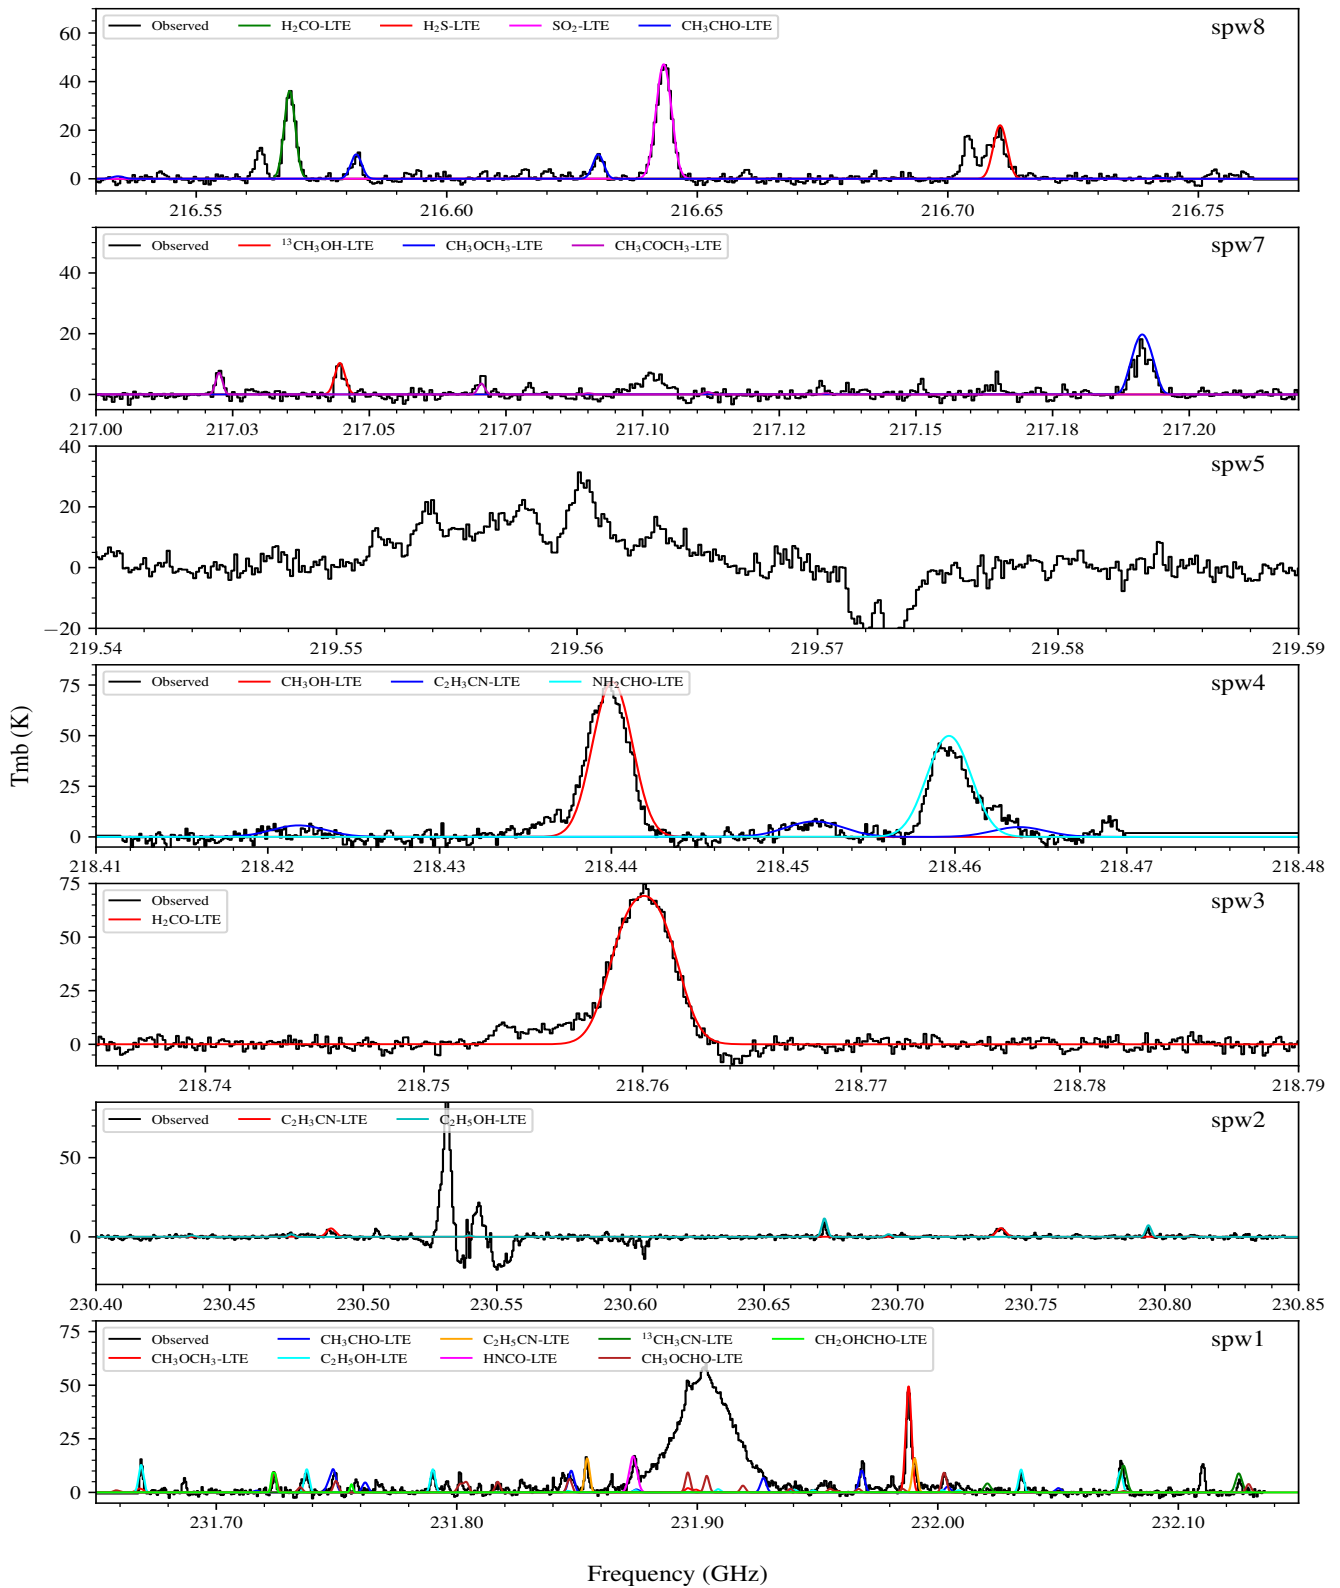 Observed H₂CO-LTE H₂S-LTE SO₂-LTE CH₃CHO-LTE
spw8
60
40
20
0
216.55 216.60 216.65 216.70 216.75
Observed ¹³CH₃OH-LTE CH₃OCH₃-LTE CH₃COCH₃-LTE
spw7
40
20
0
217.00 217.03 217.05 217.07 217.10 217.12 217.15 217.18 217.20
spw5
40
20
0
−20
219.54 219.55 219.56 219.57 219.58 219.59
Observed CH₃OH-LTE C₂H₃CN-LTE NH₂CHO-LTE
spw4
75
50
25
0
218.41 218.42 218.43 218.44 218.45 218.46 218.47 218.48
Tmb (K)
Observed
H₂CO-LTE
spw3
75
50
25
0
218.74 218.75 218.76 218.77 218.78 218.79
Observed C₂H₃CN-LTE C₂H₅OH-LTE
spw2
50
0
230.40 230.45 230.50 230.55 230.60 230.65 230.70 230.75 230.80 230.85
Observed CH₃CHO-LTE C₂H₅CN-LTE ¹³CH₃CN-LTE CH₂OHCHO-LTE
CH₃OCH₃-LTE C₂H₅OH-LTE HNCO-LTE CH₃OCHO-LTE
spw1
75
50
25
0
231.70 231.80 231.90 232.00 232.10
Frequency (GHz)